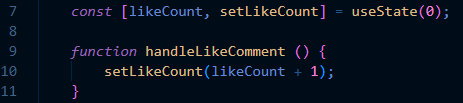 7 const [likeCount, setLikeCount] = useState(0);
8
9 function handleLikeComment () {
10 setLikeCount(likeCount + 1);
11 }